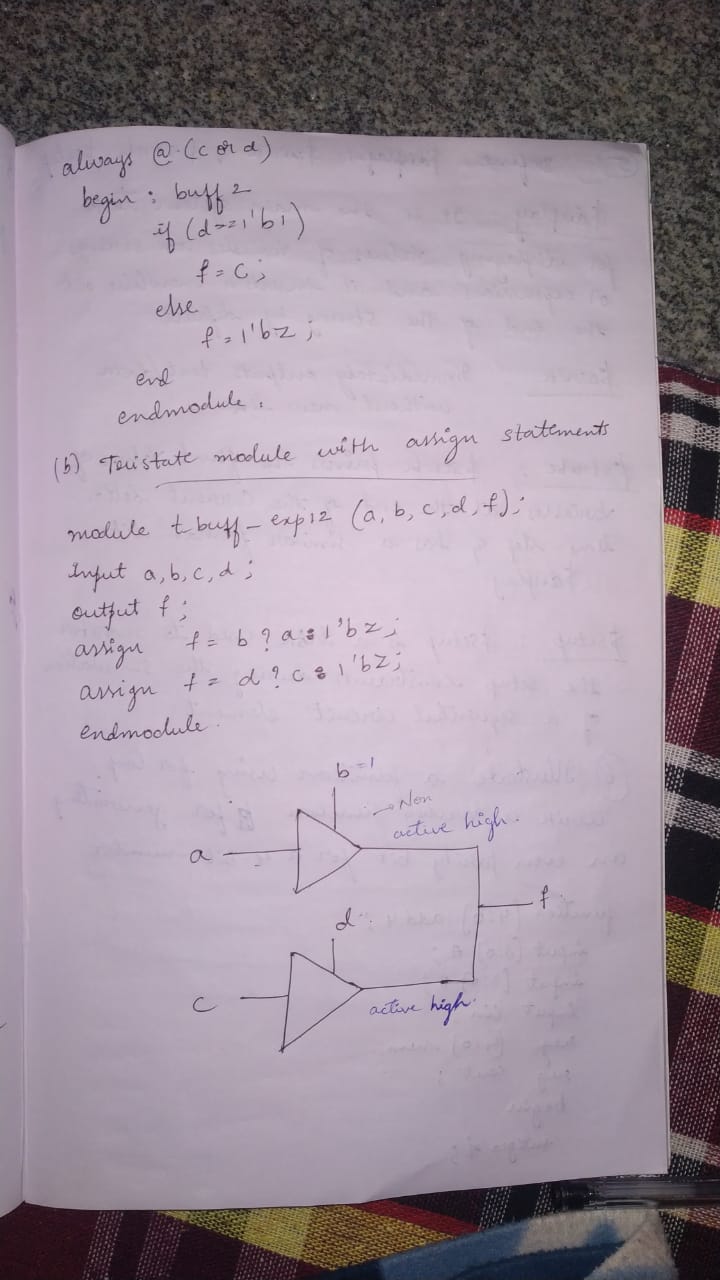 always @ (c or d)
begin : buff 2
if (d==1'b1)
f = c ;
else
f = 1'bz ;
end
endmodule .
(b) Tristate module with assign statements
module t buff - exp12 (a, b, c, d, f) ;
Input a, b, c, d ;
output f ;
assign f = b ? a : 1'bz ;
assign f = d ? c : 1'bz ;
endmodule .
b=1
→ Non
active high .
a
f .
d
c
active high .